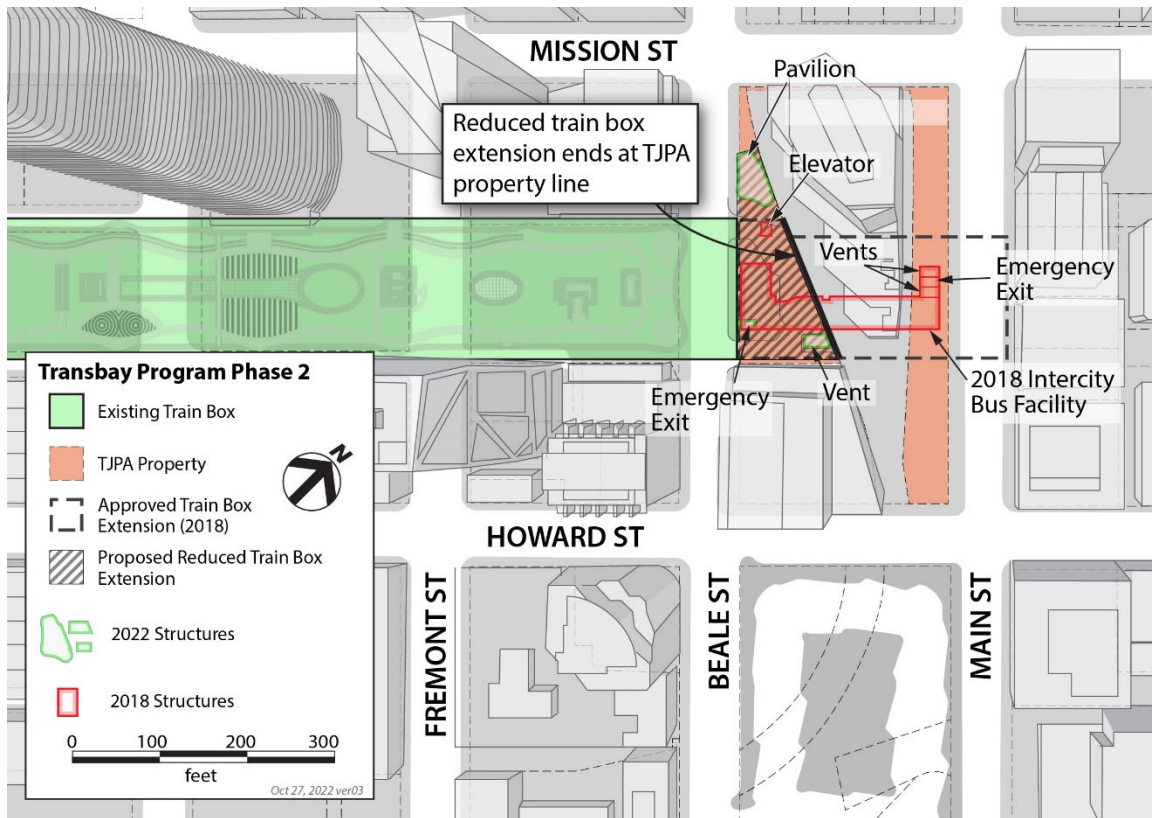 MISSION ST
Pavilion
Reduced train box
extension ends at TJPA
property line
Elevator
Vents
Emergency
Exit
2018 Intercity
Bus Facility
Emergency
Exit
Vent
Transbay Program Phase 2
Existing Train Box
TJPA Property
N
Approved Train Box
Extension (2018)
Proposed Reduced Train Box
Extension
2022 Structures
2018 Structures
0 100 200 300
feet
Oct 27, 2022 ver03
HOWARD ST
FREMONT ST
BEALE ST
MAIN ST